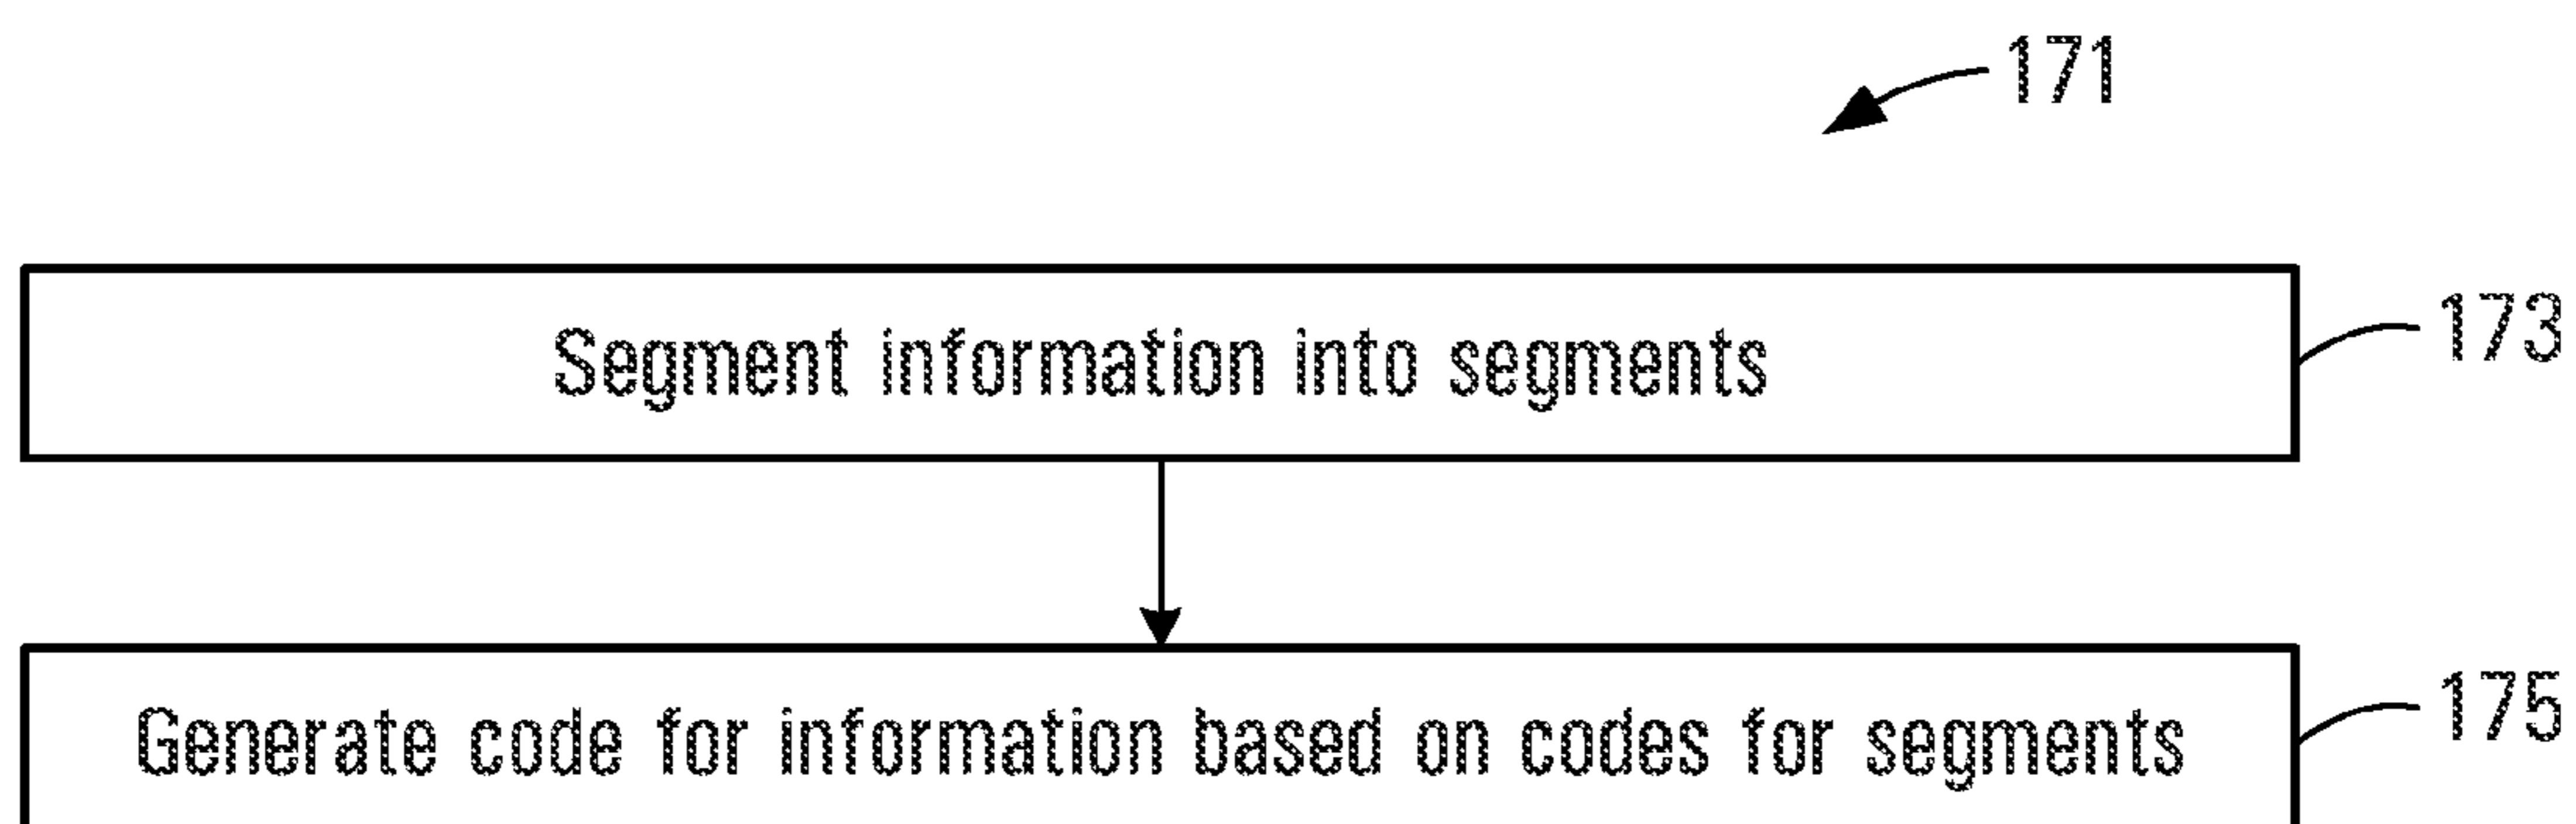 171
Segment information into segments
173
Generate code for information based on codes for segments
175